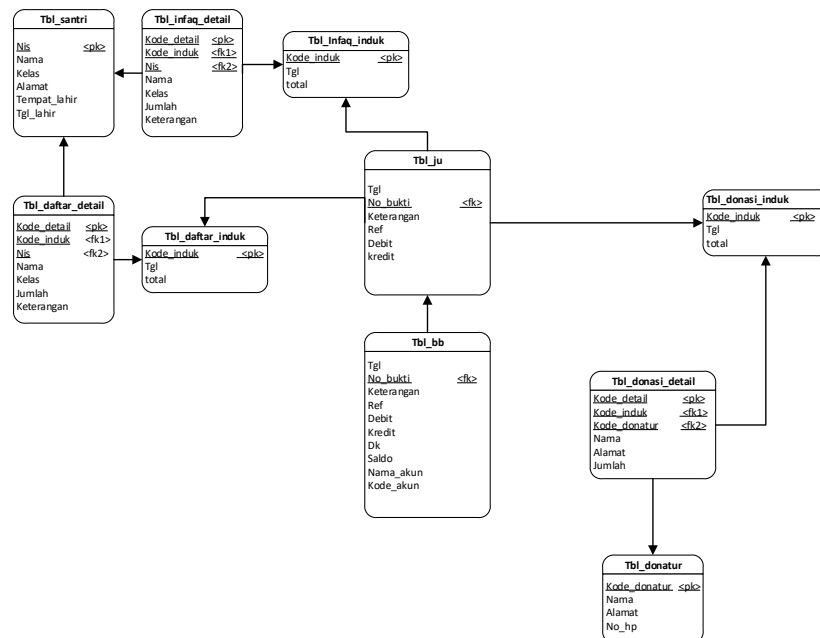 Tbl_santri
Nis <pk>
Nama
Kelas
Alamat
Tempat_lahir
Tgl_lahir
Tbl_infaq_detail
Kode_detail <pk>
Kode_induk <fk1>
Nis <fk2>
Nama
Kelas
Jumlah
Keterangan
Tbl_Infaq_induk
Kode_induk <pk>
Tgl
total
Tbl_ju
Tgl
No_bukti <fk>
Keterangan
Ref
Debit
kredit
Tbl_donasi_induk
Kode_induk <pk>
Tgl
total
Tbl_daftar_detail
Kode_detail <pk>
Kode_induk <fk1>
Nis <fk2>
Nama
Kelas
Jumlah
Keterangan
Tbl_daftar_induk
Kode_induk <pk>
Tgl
total
Tbl_bb
Tgl
No_bukti <fk>
Keterangan
Ref
Debit
Kredit
Dk
Saldo
Nama_akun
Kode_akun
Tbl_donasi_detail
Kode_detail <pk>
Kode_induk <fk1>
Kode_donatur <fk2>
Nama
Alamat
Jumlah
Tbl_donatur
Kode_donatur <pk>
Nama
Alamat
No_hp